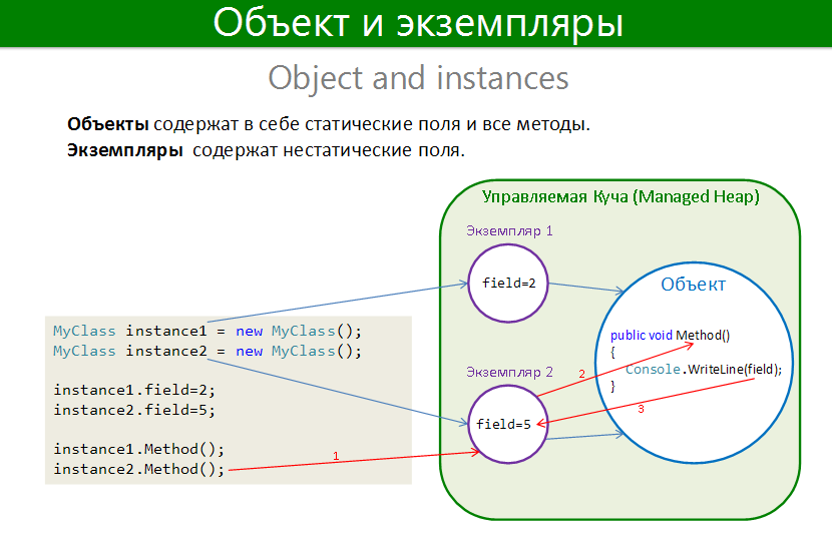 Объект и экземпляры
Object and instances
Объекты содержат в себе статические поля и все методы.
Экземпляры содержат нестатические поля.
Управляемая Куча (Managed Heap)
Экземпляр 1
field=2
Объект
MyClass instance1 = new MyClass();
MyClass instance2 = new MyClass();
instance1.field=2;
instance2.field=5;
instance1.Method();
instance2.Method();
1
Экземпляр 2
field=5
2
3
public void Method()
{
Console.WriteLine(field);
}